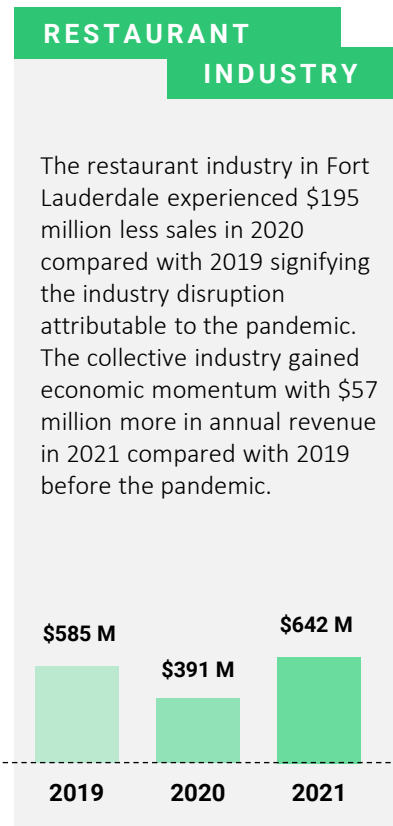 RESTAURANT
INDUSTRY
The restaurant industry in Fort
Lauderdale experienced $195
million less sales in 2020
compared with 2019 signifying
the industry disruption
attributable to the pandemic.
The collective industry gained
economic momentum with $57
million more in annual revenue
in 2021 compared with 2019
before the pandemic.
$585 M
$391 M
$642 M
2019
2020
2021